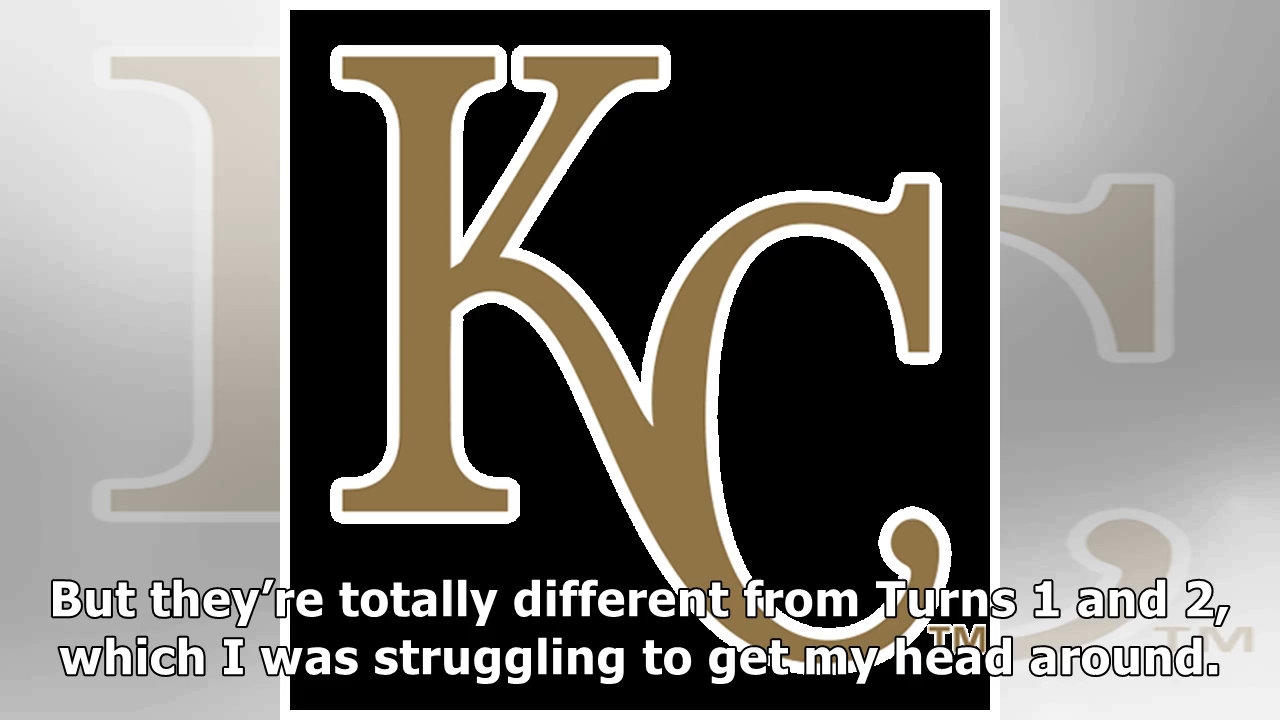 KC
TM
But they’re totally different from Turns 1 and 2,
which I was struggling to get my head around.